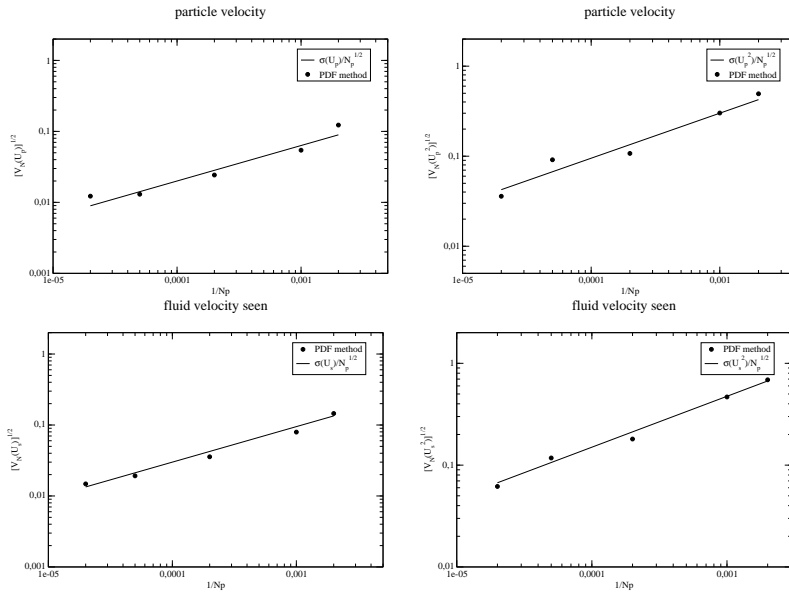 particle velocity
σ(U_p)/N_p^1/2
PDF method
1
0,1
0,01
0,001
[V_N(U_p)]^1/2
1e-05
0,0001
0,001
1/Np
particle velocity
σ(U_p^2)/N_p^1/2
PDF method
1
0,1
0,01
[V_N(U_p^2)]^1/2
1e-05
0,0001
0,001
1/Np
fluid velocity seen
PDF method
σ(U_s)/N_p^1/2
1
0,1
0,01
0,001
[V_N(U_s)]^1/2
1e-05
0,0001
0,001
1/Np
fluid velocity seen
PDF method
σ(U_s^2)/N_p^1/2
1
0,1
0,01
[V_N(U_s^2)]^1/2
1e-05
0,0001
0,001
1/Np